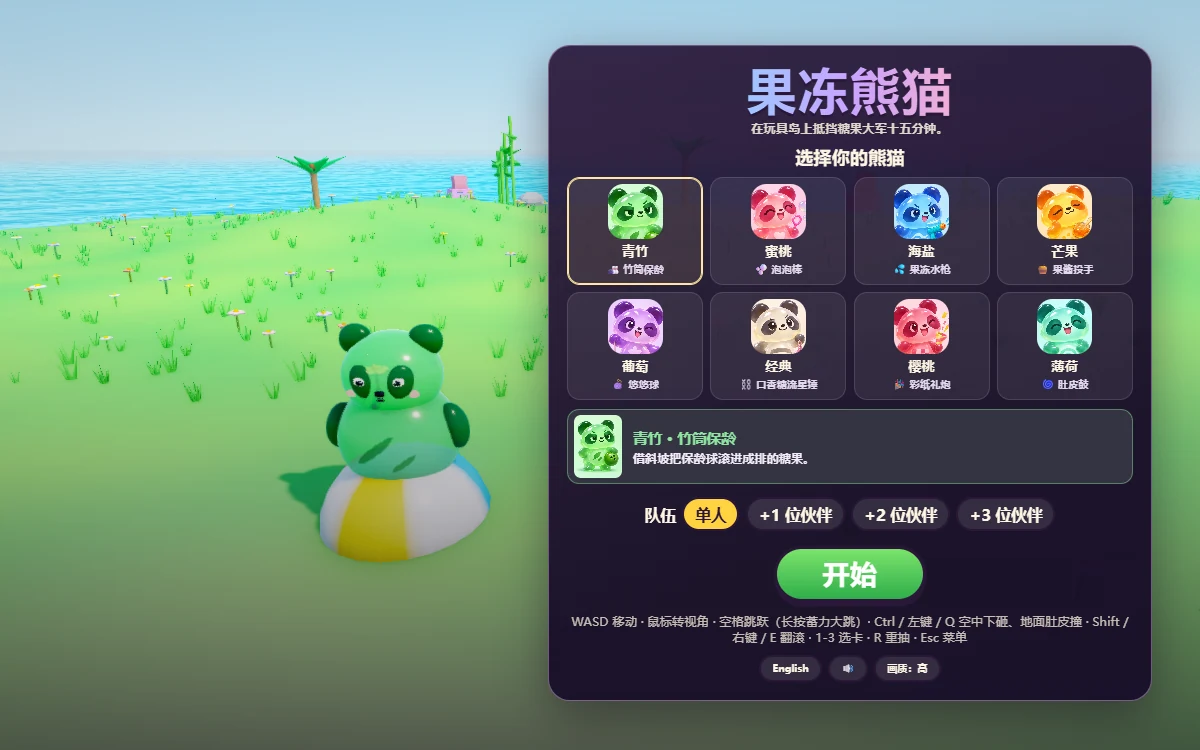 果冻熊猫
在玩具岛上抵挡糖果大军十五分钟。
选择你的熊猫
青竹
竹筒保龄
蜜桃
泡泡棒
海盐
果冻水枪
芒果
果酱投手
葡萄
悠悠球
经典
口香糖流星锤
樱桃
彩纸礼炮
薄荷
肚皮鼓
青竹 · 竹筒保龄
借斜坡把保龄球滚进成排的糖果。
队伍 单人 +1 位伙伴 +2 位伙伴 +3 位伙伴
开始
WASD 移动 · 鼠标转视角 · 空格跳跃（长按蓄力大跳）· Ctrl / 左键 / Q 空中下砸、地面肚皮撞 · Shift /
右键 / E 翻滚 · 1-3 选卡 · R 重抽 · Esc 菜单
English 画质：高